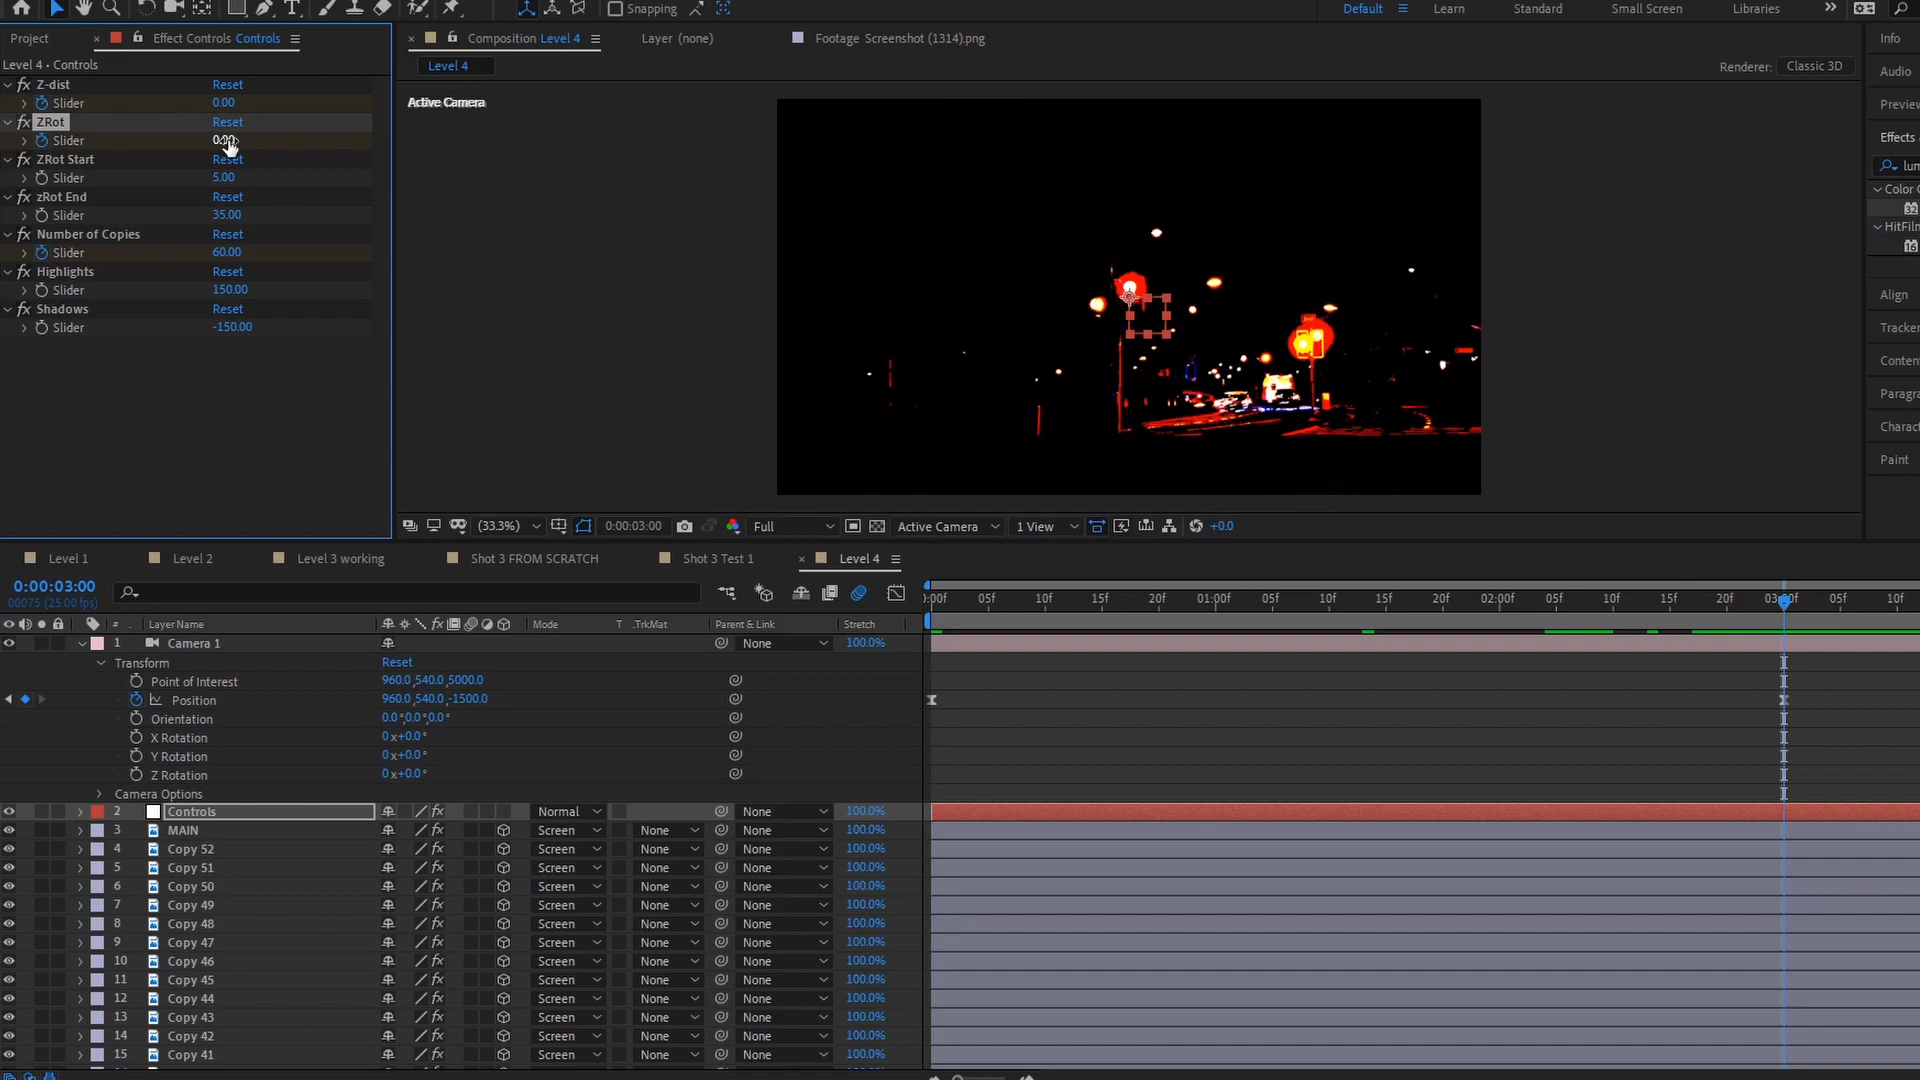 Snapping
Default
Learn
Standard
Small Screen
Libraries
Project
Effect Controls Controls
Composition Level 4
Layer (none)
Footage Screenshot (1314).png
Info
Level 4 • Controls
Level 4
Renderer: Classic 3D
Audio
Z-dist Reset
Slider 0.00
Active Camera
Preview
ZRot Reset
Slider
Effects
ZRot Start Reset
Slider 5.00
lum
zRot End Reset
Slider 35.00
Color C
32
Number of Copies Reset
Slider 60.00
HitFiln
16
Highlights Reset
Slider 150.00
Align
Shadows Reset
Slider -150.00
Tracker
Conten
Paragra
Charac
Paint
(33.3%) 0:00:03:00 Full Active Camera 1 View +0.0
Level 1
Level 2
Level 3 working
Shot 3 FROM SCRATCH
Shot 3 Test 1
Level 4
0:00:03:00
00075 (25.00 fps)
:00f 05f 10f 15f 20f 01:00f 05f 10f 15f 20f 02:00f 05f 10f 15f 20f 03:00f 05f 10f
# . Layer Name Mode T .TrkMat Parent & Link Stretch
1 Camera 1 None 100.0%
Transform Reset
Point of Interest 960.0,540.0,5000.0
Position 960.0,540.0,-1500.0
Orientation 0.0°,0.0°,0.0°
X Rotation 0x+0.0°
Y Rotation 0x+0.0°
Z Rotation 0x+0.0°
Camera Options
2 Controls Normal None 100.0%
3 MAIN Screen None None 100.0%
4 Copy 52 Screen None None 100.0%
5 Copy 51 Screen None None 100.0%
6 Copy 50 Screen None None 100.0%
7 Copy 49 Screen None None 100.0%
8 Copy 48 Screen None None 100.0%
9 Copy 47 Screen None None 100.0%
10 Copy 46 Screen None None 100.0%
11 Copy 45 Screen None None 100.0%
12 Copy 44 Screen None None 100.0%
13 Copy 43 Screen None None 100.0%
14 Copy 42 Screen None None 100.0%
15 Copy 41 Screen None None 100.0%